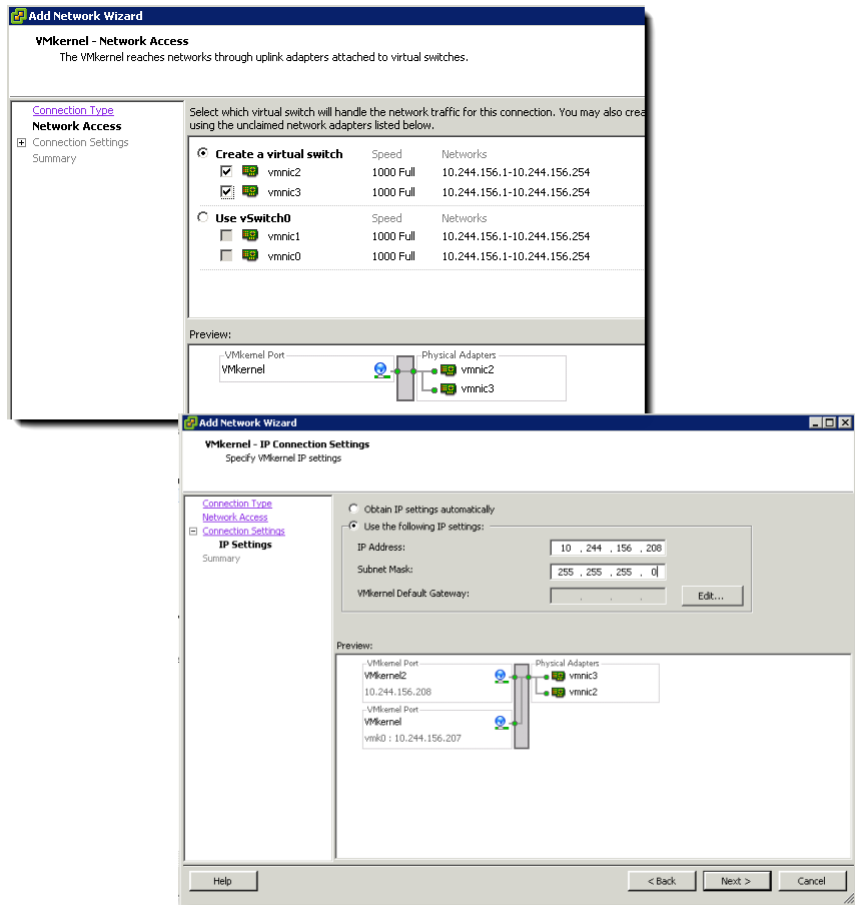 Add Network Wizard
VMkernel - Network Access
The VMkernel reaches networks through uplink adapters attached to virtual switches.
Connection Type
Network Access
Connection Settings
Summary
Select which virtual switch will handle the network traffic for this connection. You may also crea
using the unclaimed network adapters listed below.
Create a virtual switch Speed Networks
vmnic2 1000 Full 10.244.156.1-10.244.156.254
vmnic3 1000 Full 10.244.156.1-10.244.156.254
Use vSwitch0 Speed Networks
vmnic1 1000 Full 10.244.156.1-10.244.156.254
vmnic0 1000 Full 10.244.156.1-10.244.156.254
Preview:
VMkernel Port Physical Adapters
VMkernel vmnic2
vmnic3
Add Network Wizard
VMkernel - IP Connection Settings
Specify VMkernel IP settings
Connection Type
Network Access
Connection Settings
IP Settings
Summary
Obtain IP settings automatically
Use the following IP settings:
IP Address: 10 . 244 . 156 . 208
Subnet Mask: 255 . 255 . 255 . 0
VMkernel Default Gateway: . . . Edit...
Preview:
VMkernel Port Physical Adapters
VMkernel2 vmnic3
10.244.156.208 vmnic2
VMkernel Port
VMkernel
vmk0 : 10.244.156.207
Help < Back Next > Cancel